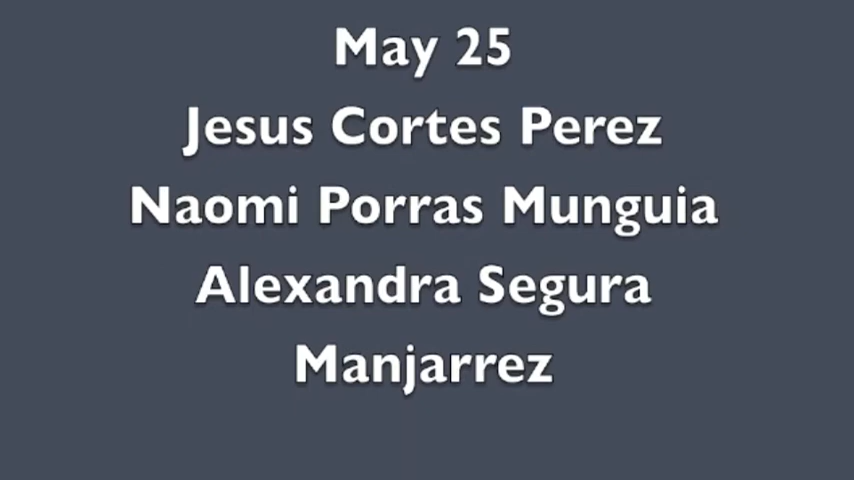 May 25
Jesus Cortes Perez
Naomi Porras Munguia
Alexandra Segura
Manjarrez